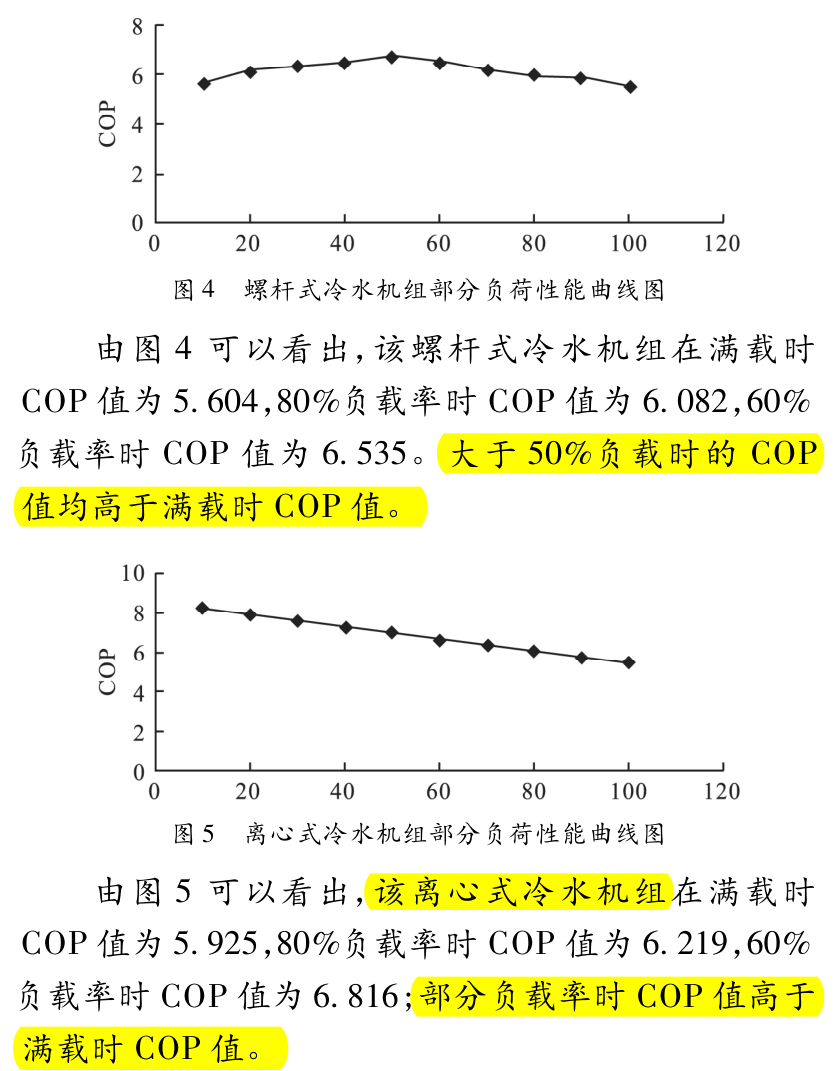 8
6
4
2
0
COP
0 20 40 60 80 100 120
图4 螺杆式冷水机组部分负荷性能曲线图
由图 4 可以看出,该螺杆式冷水机组在满载时
COP 值为 5. 604,80%负载率时 COP 值为 6. 082,60%
负载率时 COP 值为 6. 535。大于 50%负载时的 COP
值均高于满载时 COP 值。
10
8
6
4
2
0
COP
0 20 40 60 80 100 120
图5 离心式冷水机组部分负荷性能曲线图
由图 5 可以看出,该离心式冷水机组在满载时
COP 值为 5. 925,80%负载率时 COP 值为 6. 219,60%
负载率时 COP 值为 6. 816;部分负载率时 COP 值高于
满载时 COP 值。